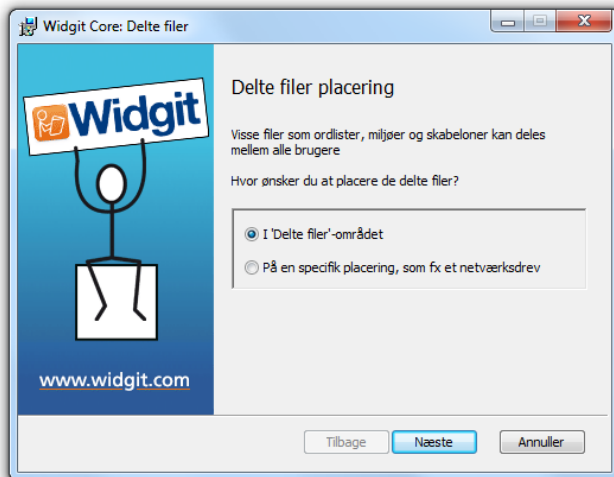 Widgit Core: Delte filer
Widgit
Delte filer placering
Visse filer som ordlister, miljøer og skabeloner kan deles
mellem alle brugere
Hvor ønsker du at placere de delte filer?
I 'Delte filer'-området
På en specifik placering, som fx et netværksdrev
www.widgit.com
Tilbage
Næste
Annuller